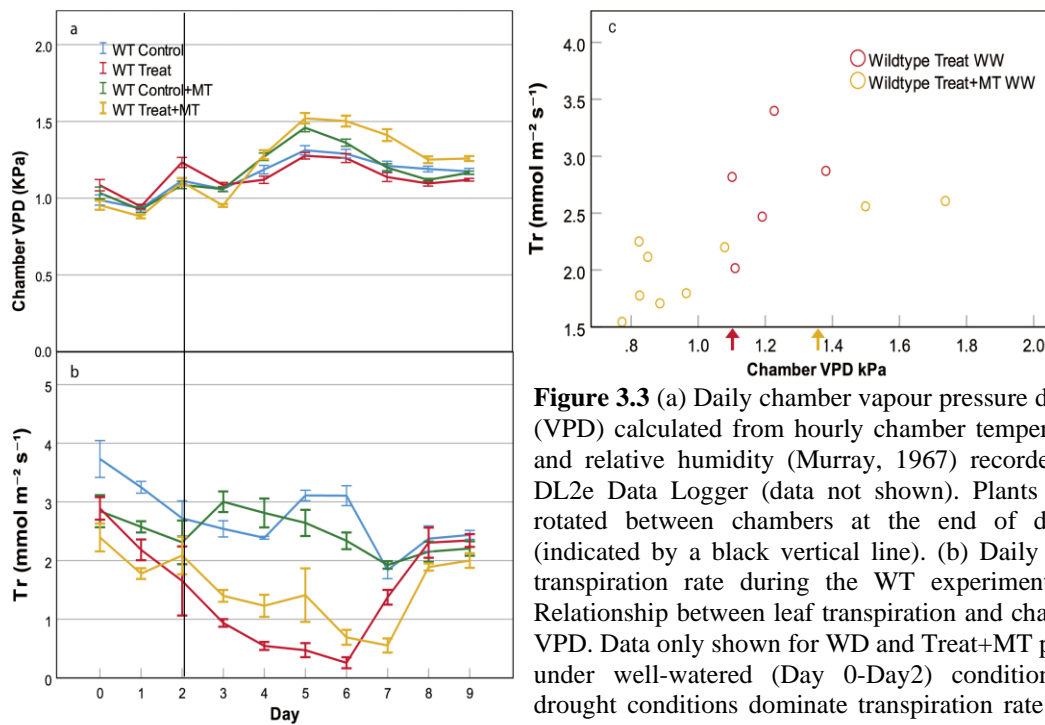 a
2.0
WT Control
WT Treat
WT Control+MT
WT Treat+MT
1.5
1.0
0.5
0.0
Chamber VPD (KPa)
b
5
4
3
2
1
0
Tr (mmol m⁻² s⁻¹)
0 1 2 3 4 5 6 7 8 9
Day
c
4.0
Wildtype Treat WW
Wildtype Treat+MT WW
3.5
3.0
2.5
2.0
1.5
Tr (mmol m⁻² s⁻¹)
.8 1.0 1.2 1.4 1.6 1.8 2.0
Chamber VPD kPa
Figure 3.3 (a) Daily chamber vapour pressure d
(VPD) calculated from hourly chamber temper
and relative humidity (Murray, 1967) recorde
DL2e Data Logger (data not shown). Plants
rotated between chambers at the end of d
(indicated by a black vertical line). (b) Daily
transpiration rate during the WT experiment
Relationship between leaf transpiration and cha
VPD. Data only shown for WD and Treat+MT p
under well-watered (Day 0-Day2) condition
drought conditions dominate transpiration rate